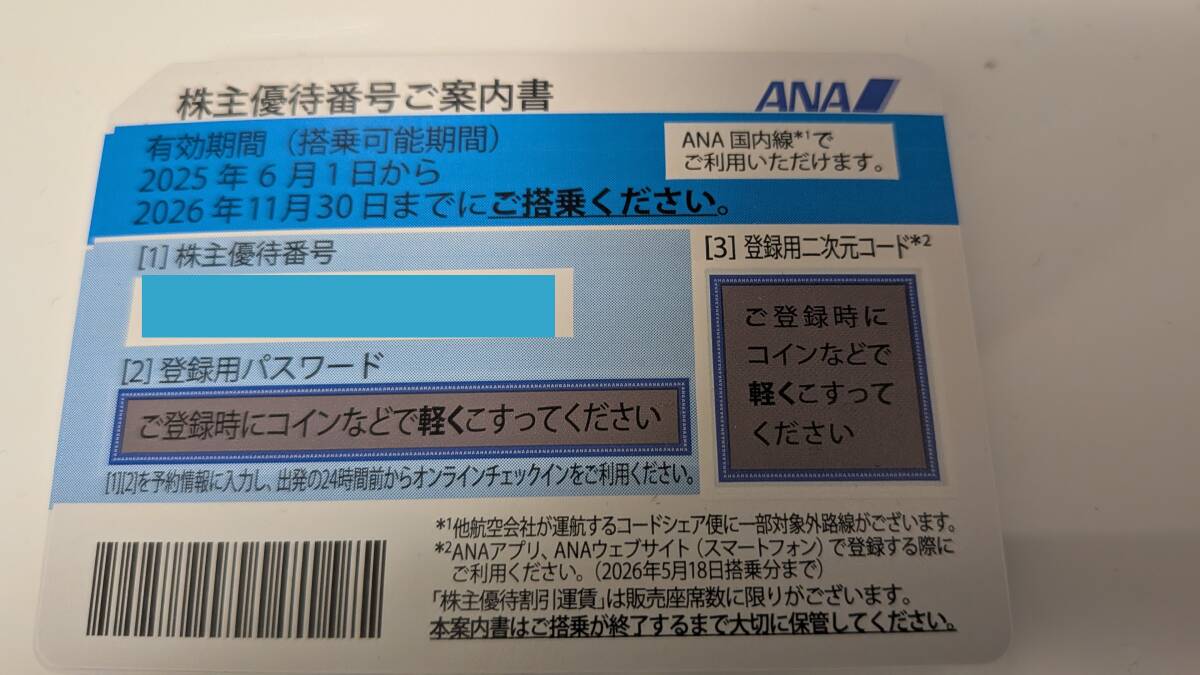 株主優待番号ご案内書
ANA
有効期間（搭乗可能期間）
2025年6月1日から
2026年11月30日までにご搭乗ください。
ANA国内線*1で
ご利用いただけます。
[1] 株主優待番号
[2] 登録用パスワード
ご登録時にコインなどで軽くこすってください
[1][2]を予約情報に入力し、出発の24時間前からオンラインチェックインをご利用ください。
[3] 登録用二次元コード*2
ご登録時に
コインなどで
軽くこすって
ください
*1他航空会社が運航するコードシェア便に一部対象外路線がございます。
*2ANAアプリ、ANAウェブサイト（スマートフォン）で登録する際に
ご利用ください。（2026年5月18日搭乗分まで）
「株主優待割引運賃」は販売座席数に限りがございます。
本案内書はご搭乗が終了するまで大切に保管してください。